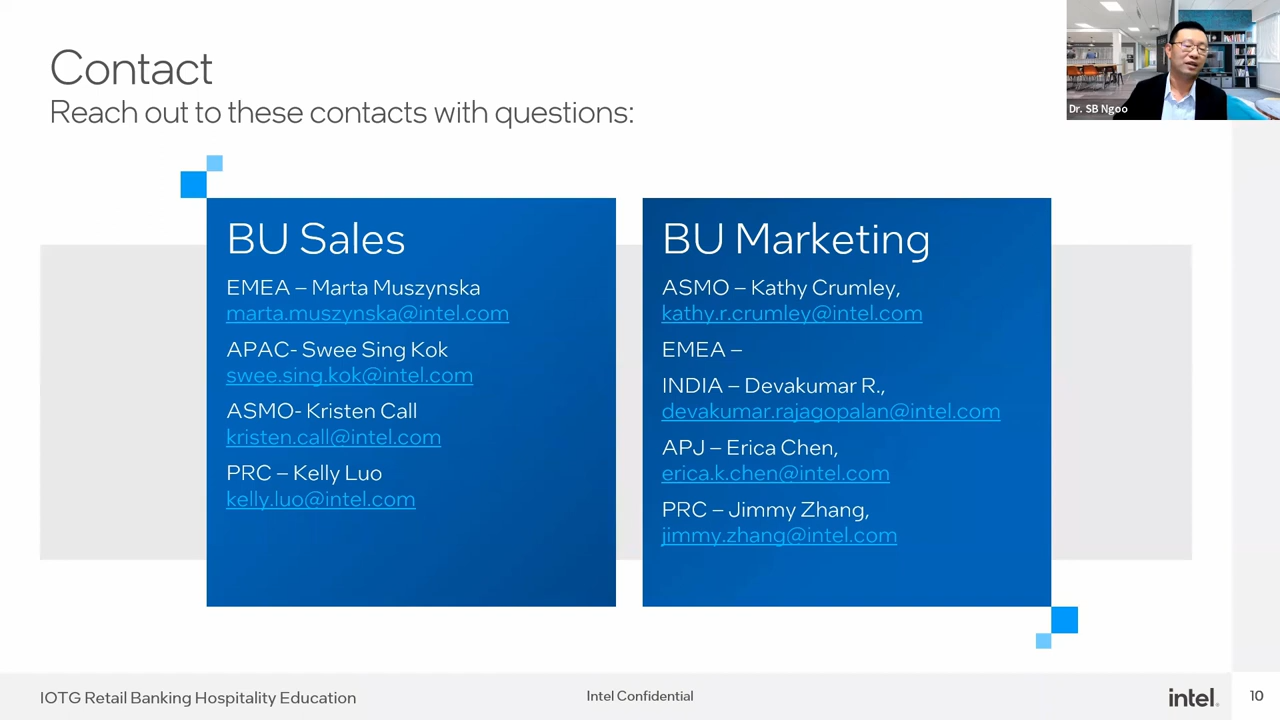 Contact
Reach out to these contacts with questions:
Dr. SB Ngoo
BU Sales
EMEA – Marta Muszynska
marta.muszynska@intel.com
APAC- Swee Sing Kok
swee.sing.kok@intel.com
ASMO- Kristen Call
kristen.call@intel.com
PRC – Kelly Luo
kelly.luo@intel.com
BU Marketing
ASMO – Kathy Crumley,
kathy.r.crumley@intel.com
EMEA –
INDIA – Devakumar R.,
devakumar.rajagopalan@intel.com
APJ – Erica Chen,
erica.k.chen@intel.com
PRC – Jimmy Zhang,
jimmy.zhang@intel.com
IOTG Retail Banking Hospitality Education
Intel Confidential
intel.
10